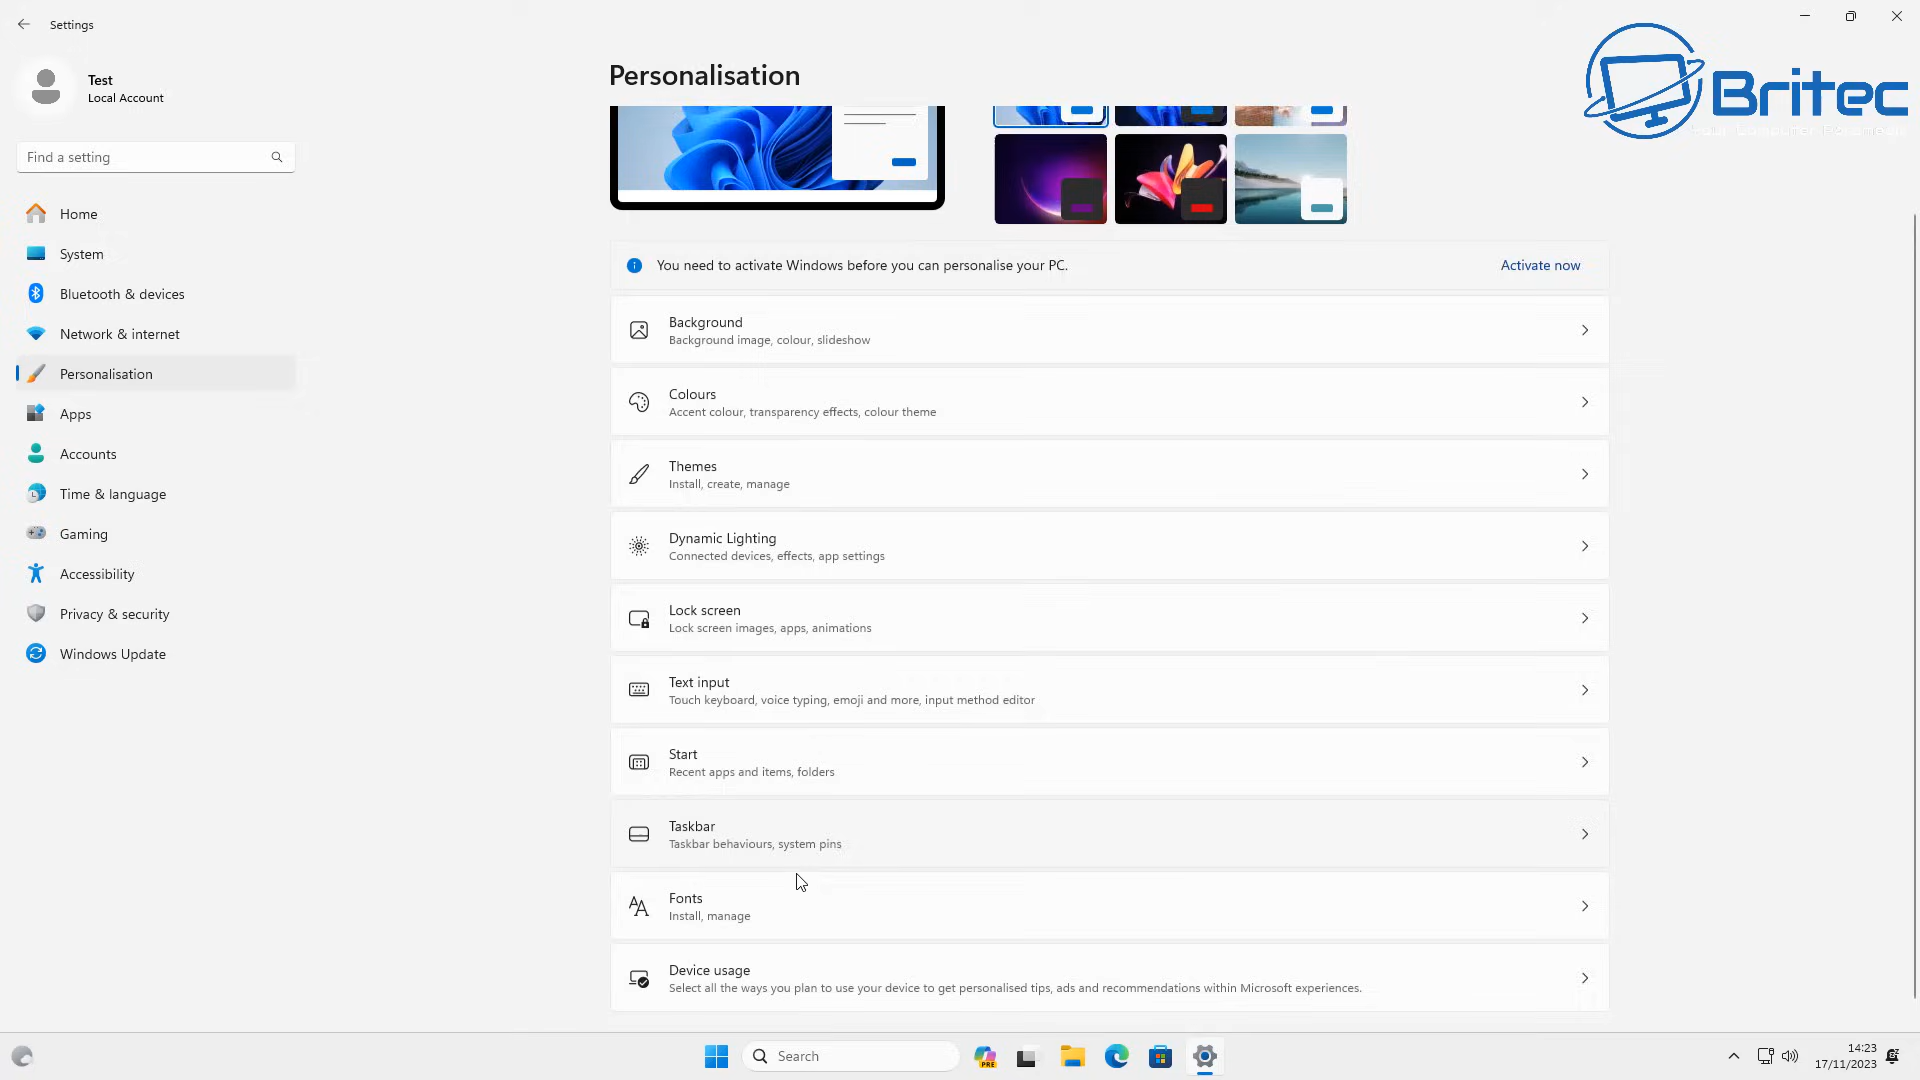 Settings
Test
Local Account
Find a setting
Home
System
Bluetooth & devices
Network & internet
Personalisation
Apps
Accounts
Time & language
Gaming
Accessibility
Privacy & security
Windows Update
Personalisation
Britec
You need to activate Windows before you can personalise your PC.
Activate now
Background
Background image, colour, slideshow
Colours
Accent colour, transparency effects, colour theme
Themes
Install, create, manage
Dynamic Lighting
Connected devices, effects, app settings
Lock screen
Lock screen images, apps, animations
Text input
Touch keyboard, voice typing, emoji and more, input method editor
Start
Recent apps and items, folders
Taskbar
Taskbar behaviours, system pins
Fonts
Install, manage
Device usage
Select all the ways you plan to use your device to get personalised tips, ads and recommendations within Microsoft experiences.
Search
PRE
14:23
17/11/2023